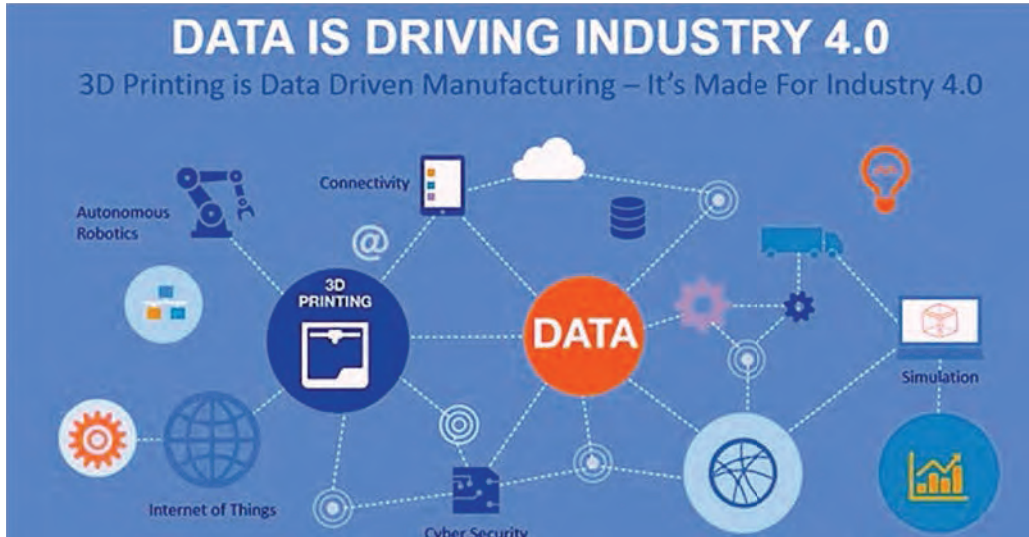 DATA IS DRIVING INDUSTRY 4.0
3D Printing is Data Driven Manufacturing – It's Made For Industry 4.0
Connectivity
Autonomous
Robotics
@
3D
PRINTING
DATA
Simulation
Internet of Things
Cyber Security